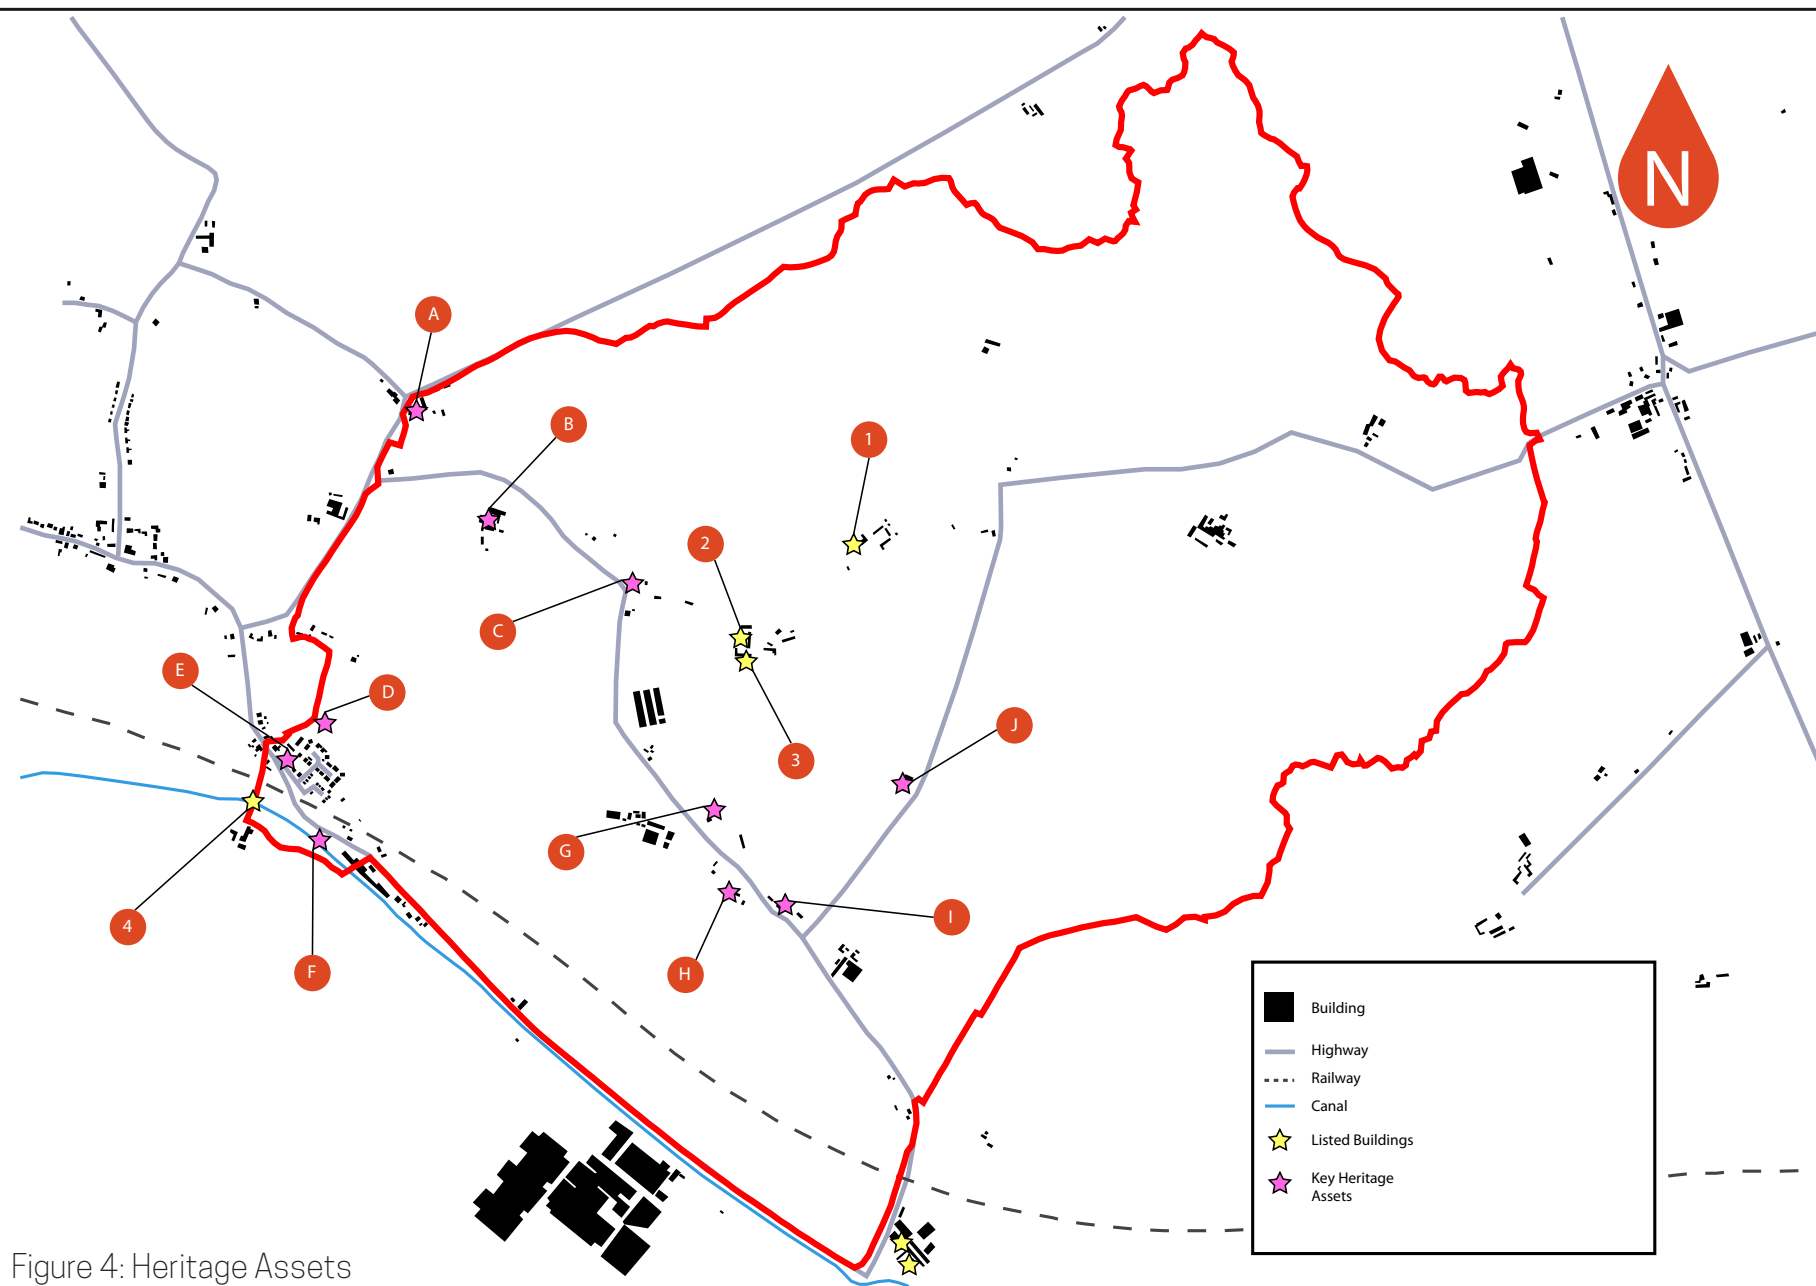 N
A
B
1
2
C
E
D
3
J
G
4
F
H
I
Building
Highway
Railway
Canal
Listed Buildings
Key Heritage
Assets
Figure 4: Heritage Assets